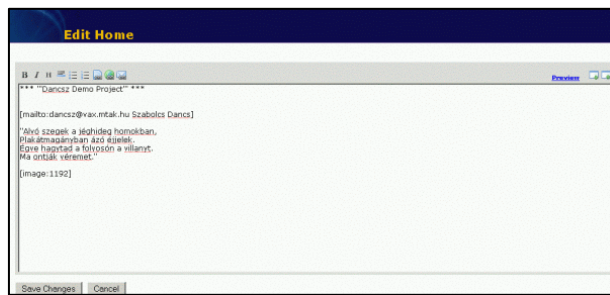 Edit Home
B I H
Preview
*** '''Dancsz Demo Project''' ***
[mailto:dancsz@vax.mtak.hu Szabolcs Dancs]
"Alvó szegek a jéghideg homokban,
Plakátmagányban ázó éjjelek.
Égve hagytad a folyosón a villanyt.
Ma ontják véremet."
[image:1192]
Save Changes Cancel